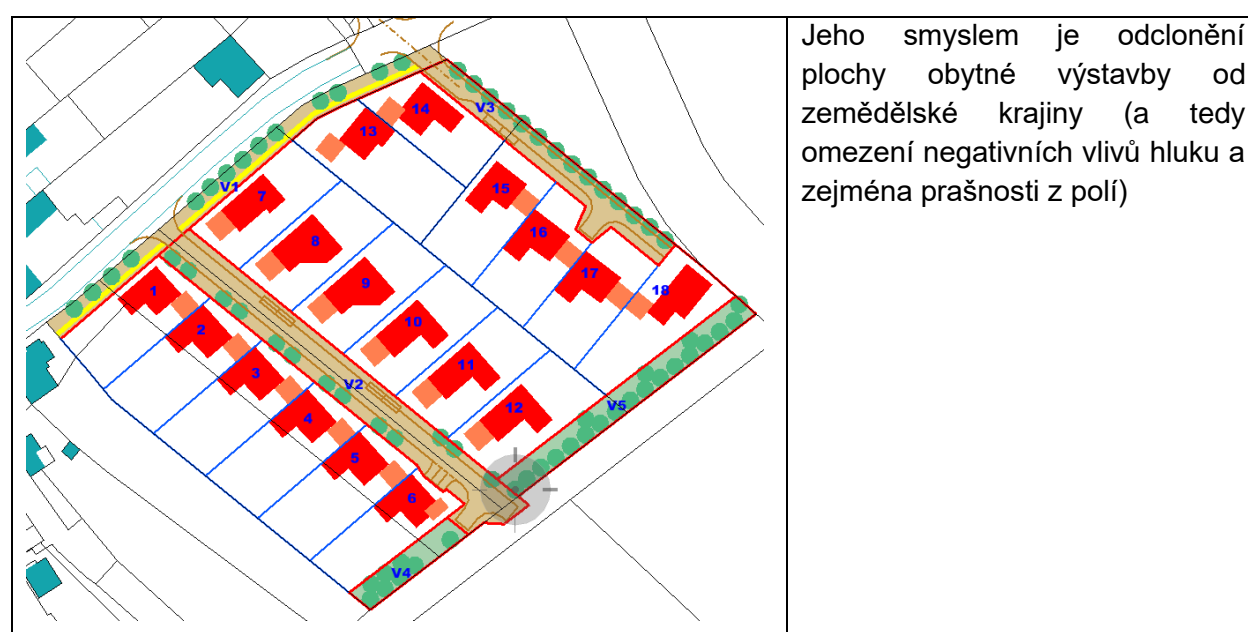 14
V3
13
15
V1
7
16
8
17
18
1
9
2
10
11
3
V2
12
V5
4
5
6
V4
Jeho smyslem je odclonění
plochy obytné výstavby od
zemědělské krajiny (a tedy
omezení negativních vlivů hluku a
zejména prašnosti z polí)